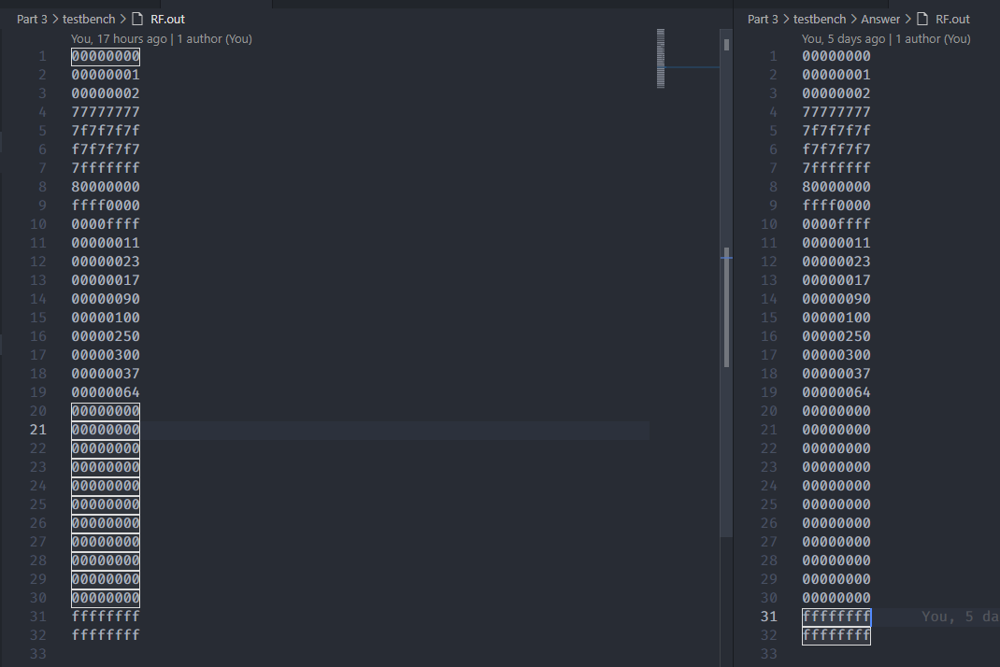 Part 3 > testbench > RF.out
You, 17 hours ago | 1 author (You)
1 00000000
2 00000001
3 00000002
4 77777777
5 7f7f7f7f
6 f7f7f7f7
7 7fffffff
8 80000000
9 ffff0000
10 0000ffff
11 00000011
12 00000023
13 00000017
14 00000090
15 00000100
16 00000250
17 00000300
18 00000037
19 00000064
20 00000000
21 00000000
22 00000000
23 00000000
24 00000000
25 00000000
26 00000000
27 00000000
28 00000000
29 00000000
30 00000000
31 ffffffff
32 ffffffff
33
Part 3 > testbench > Answer > RF.out
You, 5 days ago | 1 author (You)
1 00000000
2 00000001
3 00000002
4 77777777
5 7f7f7f7f
6 f7f7f7f7
7 7fffffff
8 80000000
9 ffff0000
10 0000ffff
11 00000011
12 00000023
13 00000017
14 00000090
15 00000100
16 00000250
17 00000300
18 00000037
19 00000064
20 00000000
21 00000000
22 00000000
23 00000000
24 00000000
25 00000000
26 00000000
27 00000000
28 00000000
29 00000000
30 00000000
31 ffffffff You, 5 da
32 ffffffff
33